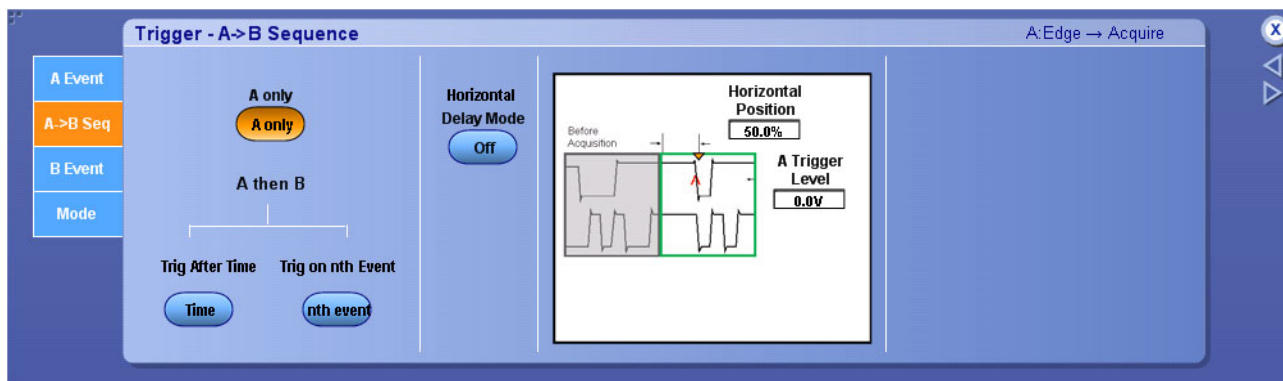 Trigger - A->B Sequence
A:Edge → Acquire
X
A Event
A->B Seq
B Event
Mode
A only
A only
A then B
Trig After Time
Time
Trig on nth Event
nth event
Horizontal
Delay Mode
Off
Before
Acquisition
Horizontal
Position
50.0%
A
A Trigger
Level
0.0V